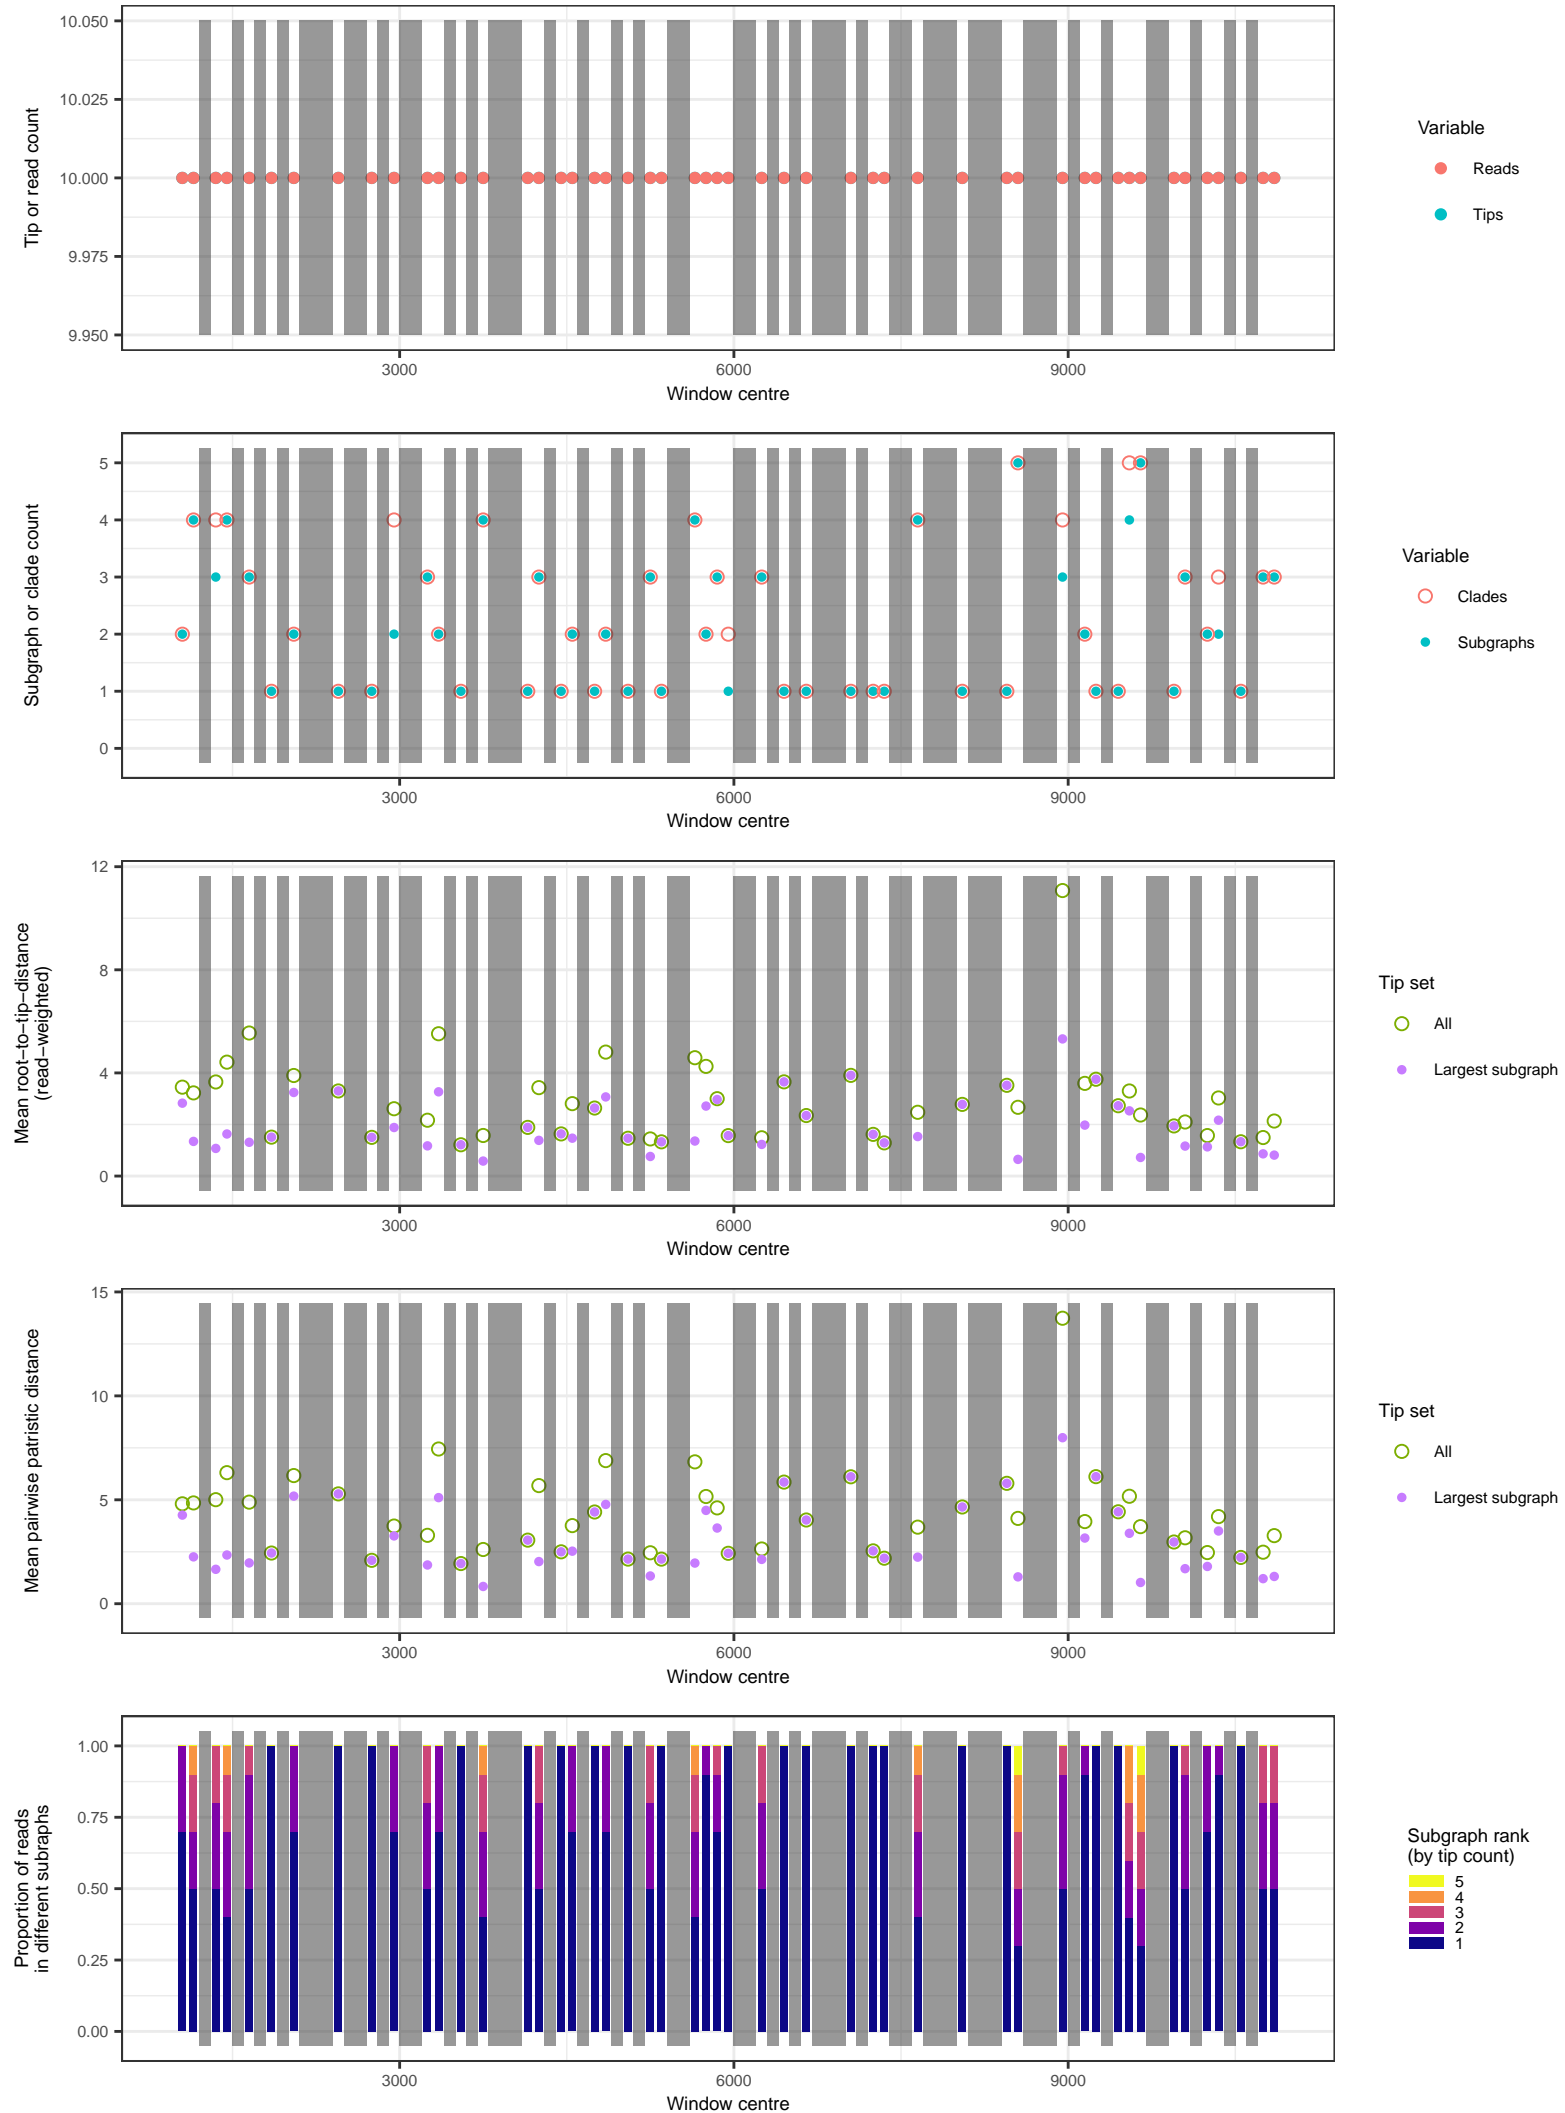 10.050
10.025
10.000
9.975
9.950
Tip or read count
3000 6000 9000
Window centre
Variable
Reads
Tips
5
4
3
2
1
0
Subgraph or clade count
3000 6000 9000
Window centre
Variable
Clades
Subgraphs
12
8
4
0
Mean root−to−tip−distance
(read−weighted)
3000 6000 9000
Window centre
Tip set
All
Largest subgraph
15
10
5
0
Mean pairwise patristic distance
3000 6000 9000
Window centre
Tip set
All
Largest subgraph
1.00
0.75
0.50
0.25
0.00
Proportion of reads
in different subraphs
3000 6000 9000
Window centre
Subgraph rank
(by tip count)
5
4
3
2
1